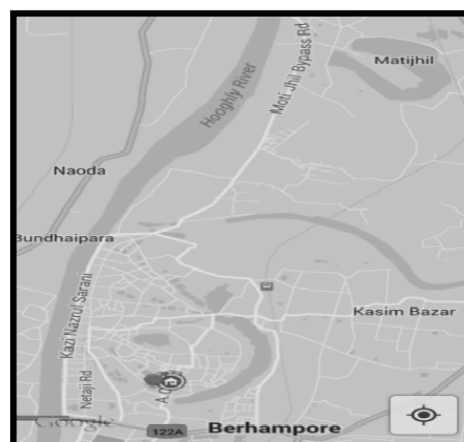 Matijhil
Moti Jhil Bypass Rd
Hooghly River
Naoda
Bundhaipara
Kazi Nazrul Sarani
Kasim Bazar
Netaji Rd
Google
122A
Berhampore